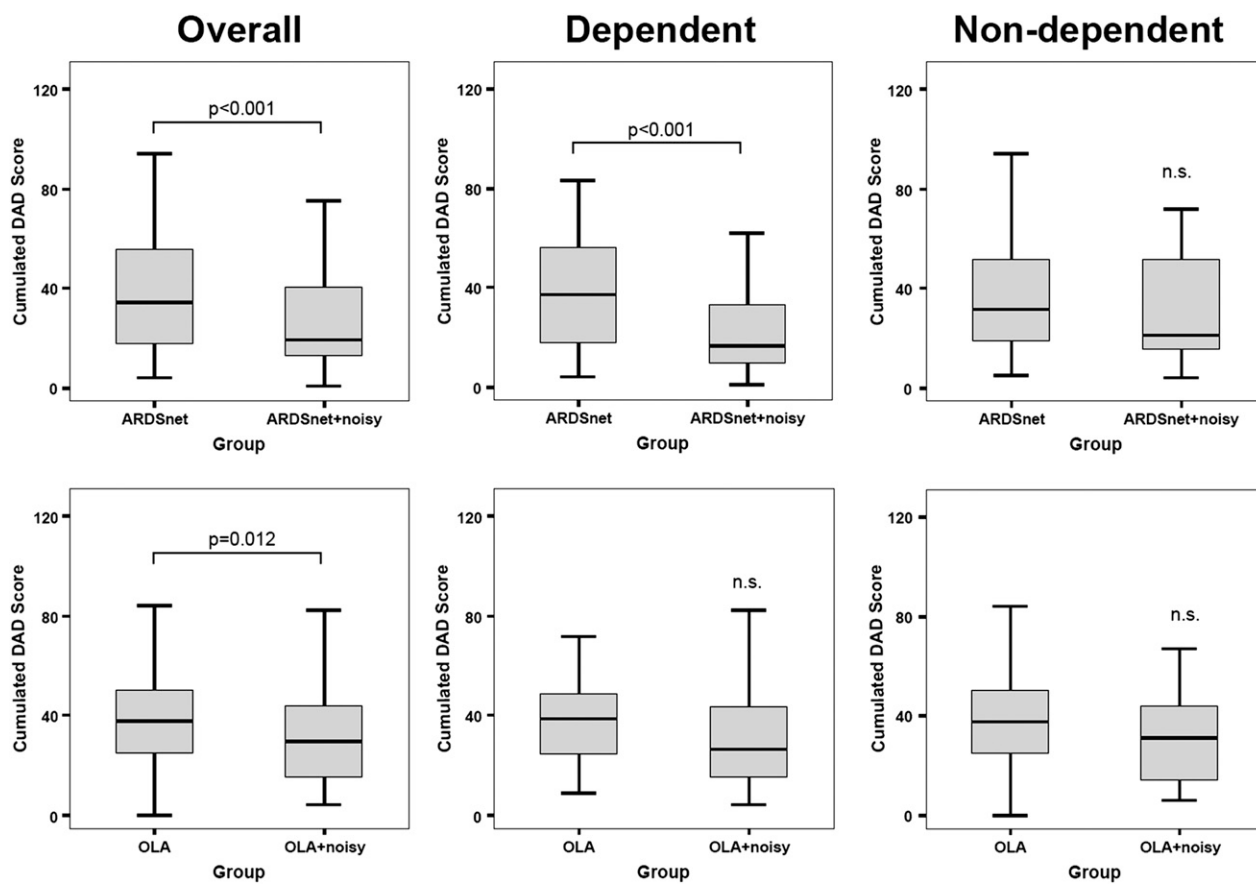 Overall
Dependent
Non-dependent
Cumulated DAD Score
120
80
40
0
p<0.001
ARDSnet
ARDSnet+noisy
Group
Cumulated DAD Score
120
80
40
0
p<0.001
ARDSnet
ARDSnet+noisy
Group
Cumulated DAD Score
120
80
40
0
n.s.
ARDSnet
ARDSnet+noisy
Group
Cumulated DAD Score
120
80
40
0
p=0.012
OLA
OLA+noisy
Group
Cumulated DAD Score
120
80
40
0
n.s.
OLA
OLA+noisy
Group
Cumulated DAD Score
120
80
40
0
n.s.
OLA
OLA+noisy
Group